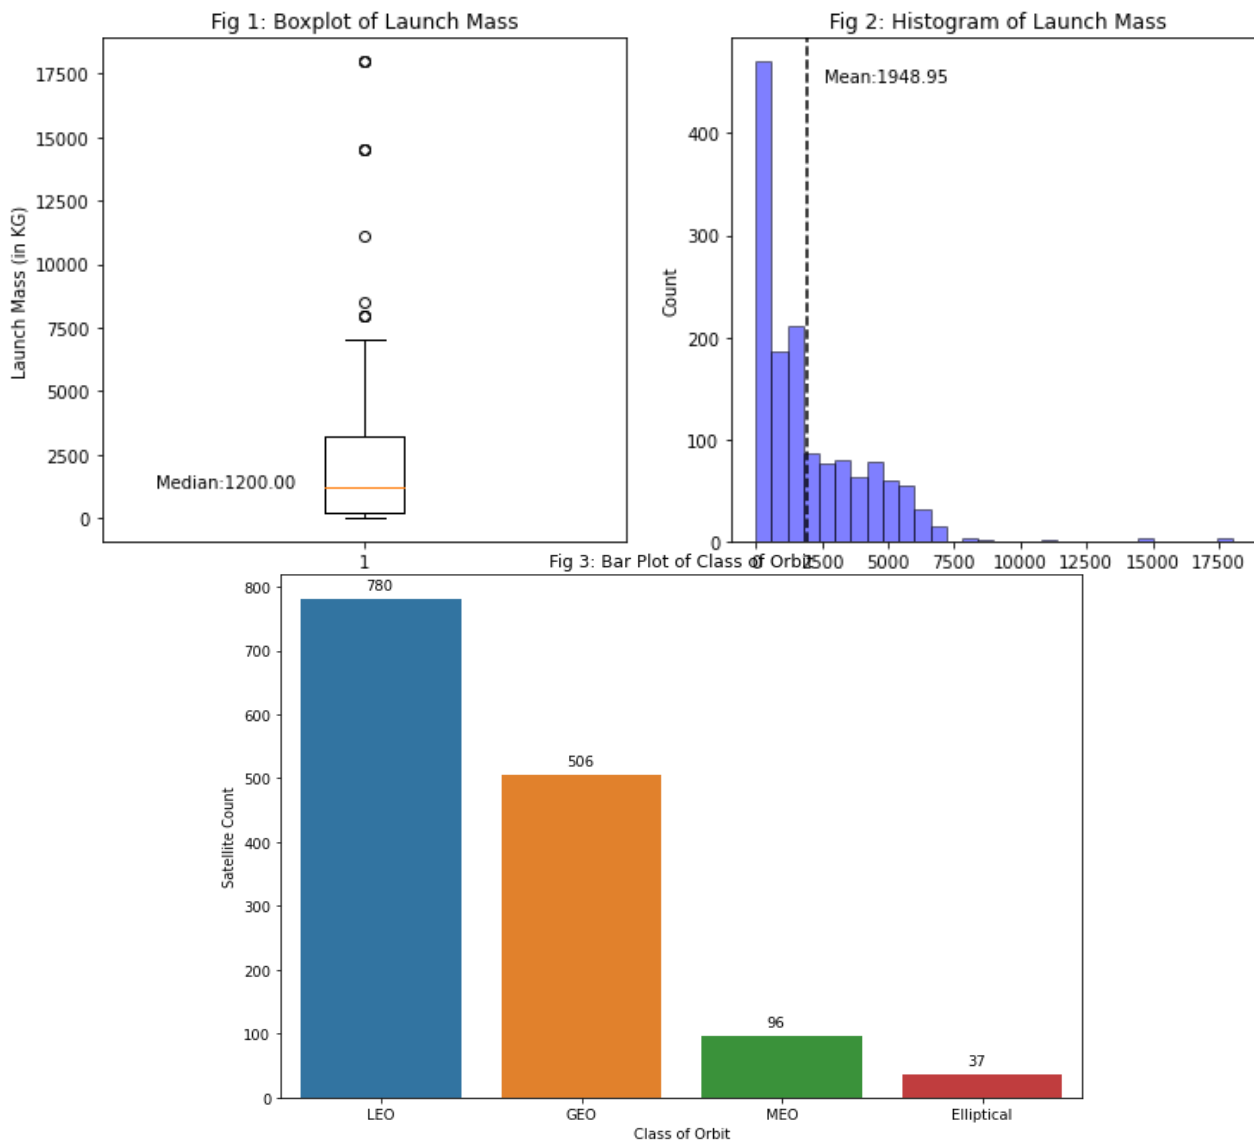 Fig 1: Boxplot of Launch Mass
Launch Mass (in KG)
17500
15000
12500
10000
7500
5000
2500
0
Median:1200.00
1
Fig 2: Histogram of Launch Mass
Mean:1948.95
Count
400
300
200
100
0
0 2500 5000 7500 10000 12500 15000 17500
Fig 3: Bar Plot of Class of Orbit
Satellite Count
800
700
600
500
400
300
200
100
0
780
506
96
37
LEO GEO MEO Elliptical
Class of Orbit